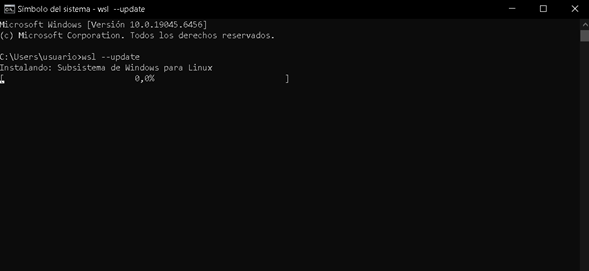 Símbolo del sistema - wsl --update
Microsoft Windows [Versión 10.0.19045.6456]
(c) Microsoft Corporation. Todos los derechos reservados.
C:\Users\usuario>wsl --update
Instalando: Subsistema de Windows para Linux
[ 0,0% ]